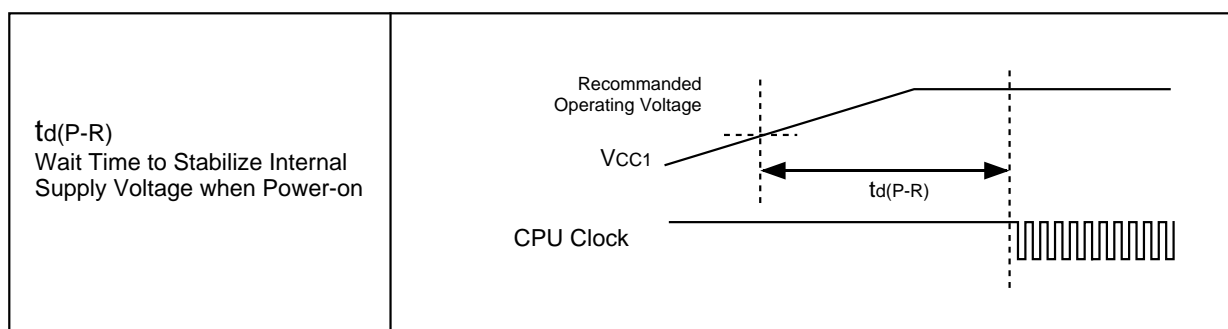 td(P-R)
Wait Time to Stabilize Internal
Supply Voltage when Power-on
Recommanded
Operating Voltage
VCC1
td(P-R)
CPU Clock